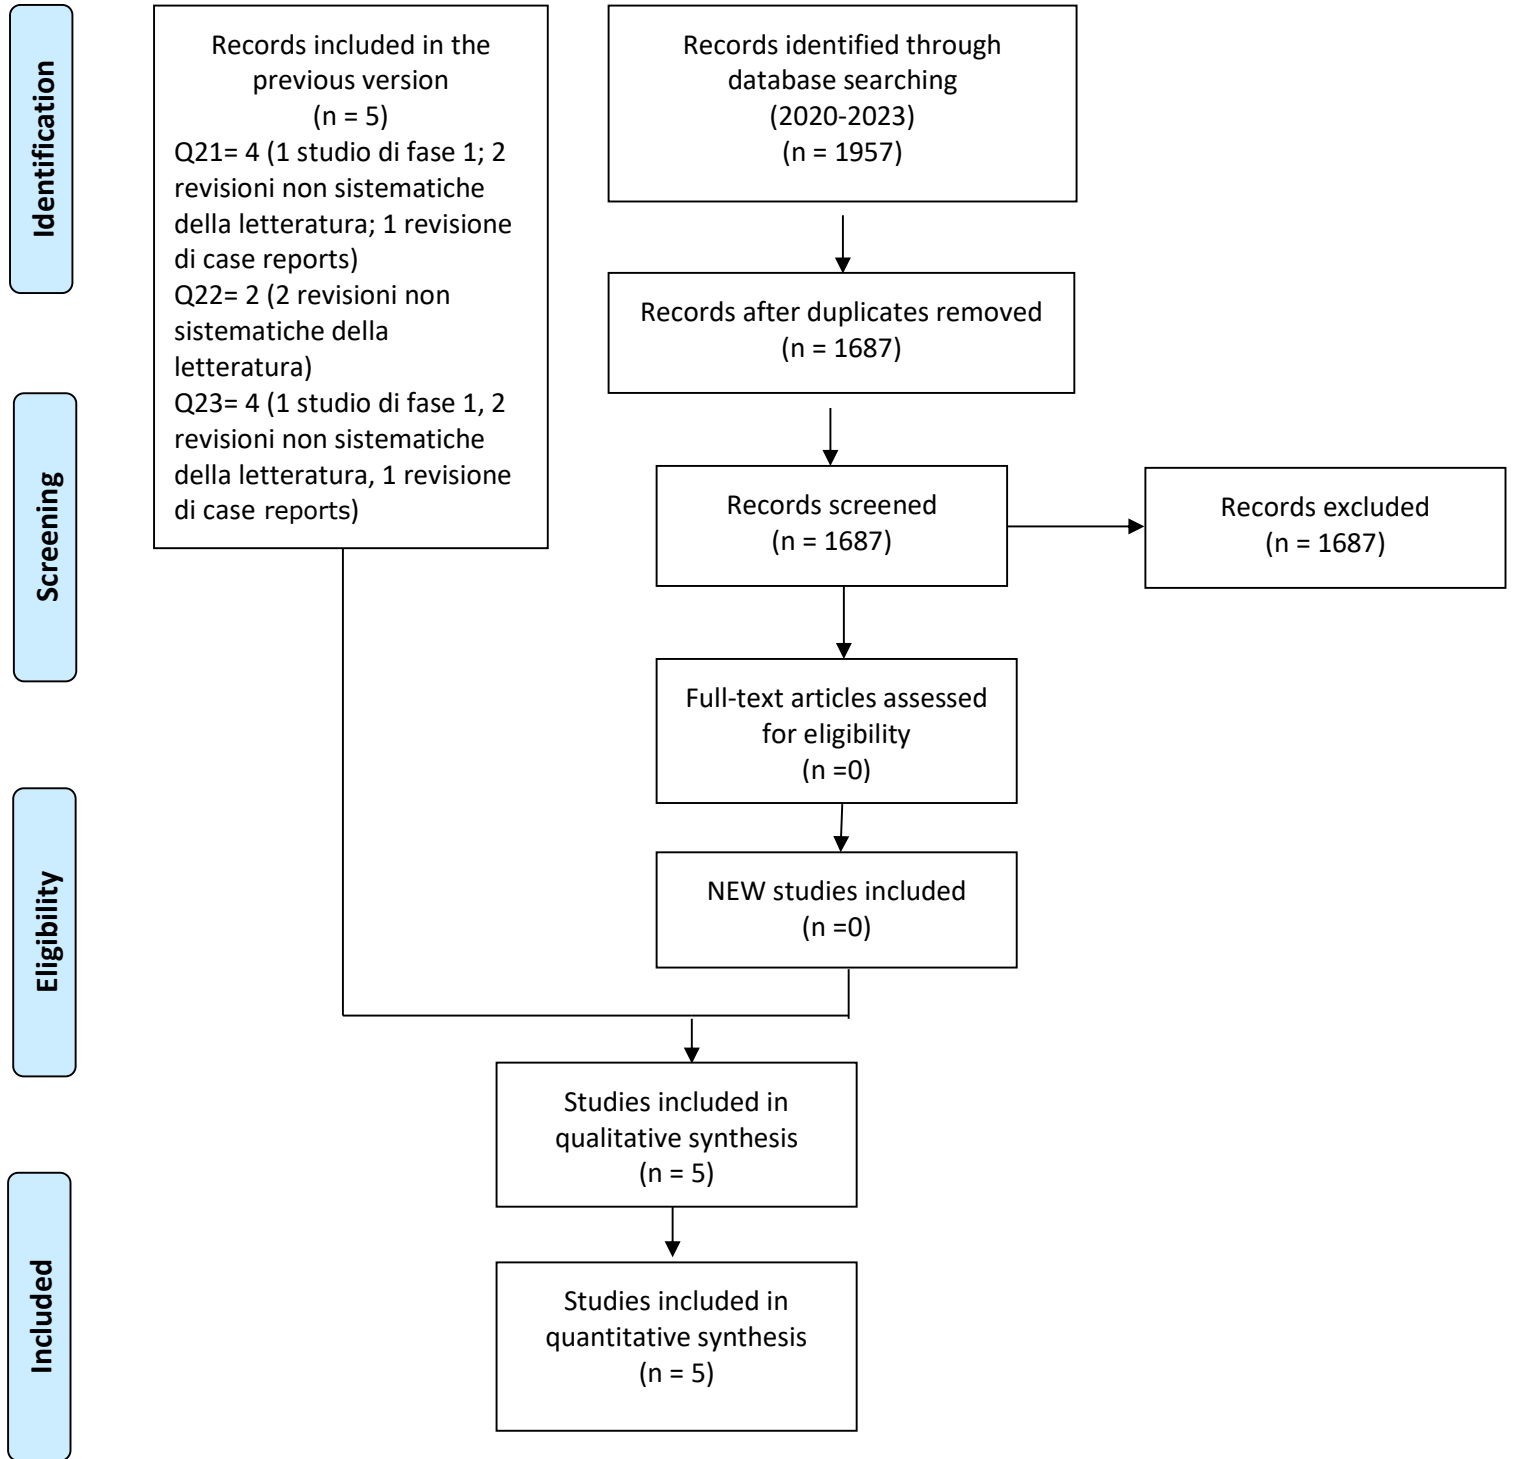 Identification
Records included in the
previous version
(n = 5)
Q21= 4 (1 studio di fase 1; 2
revisioni non sistematiche
della letteratura; 1 revisione
di case reports)
Q22= 2 (2 revisioni non
sistematiche della
letteratura)
Q23= 4 (1 studio di fase 1, 2
revisioni non sistematiche
della letteratura, 1 revisione
di case reports)
Records identified through
database searching
(2020-2023)
(n = 1957)
Records after duplicates removed
(n = 1687)
Screening
Records screened
(n = 1687)
Records excluded
(n = 1687)
Full-text articles assessed
for eligibility
(n =0)
Eligibility
NEW studies included
(n =0)
Studies included in
qualitative synthesis
(n = 5)
Included
Studies included in
quantitative synthesis
(n = 5)